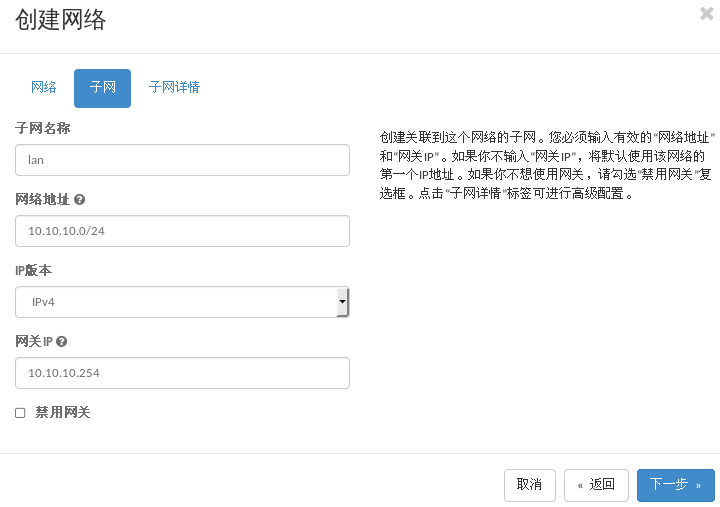 创建网络
网络
子网
子网详情
子网名称
lan
网络地址
10.10.10.0/24
IP版本
IPv4
网关IP
10.10.10.254
禁用网关
创建关联到这个网络的子网。您必须输入有效的“网络地址”
和“网关IP”。如果你不输入“网关IP”，将默认使用该网络的
第一个IP地址。如果你不想使用网关，请勾选“禁用网关”复
选框。点击“子网详情”标签可进行高级配置。
取消
« 返回
下一步 »